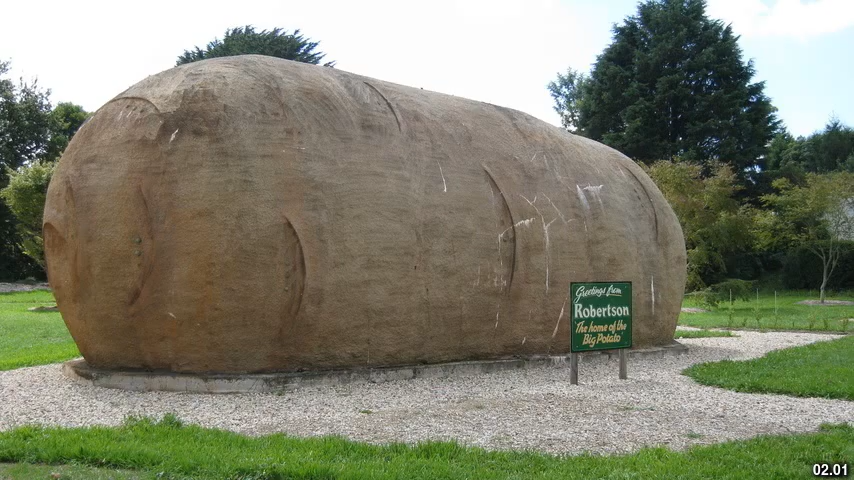 Greetings from
Robertson
"The home of the
Big Potato"
02.01